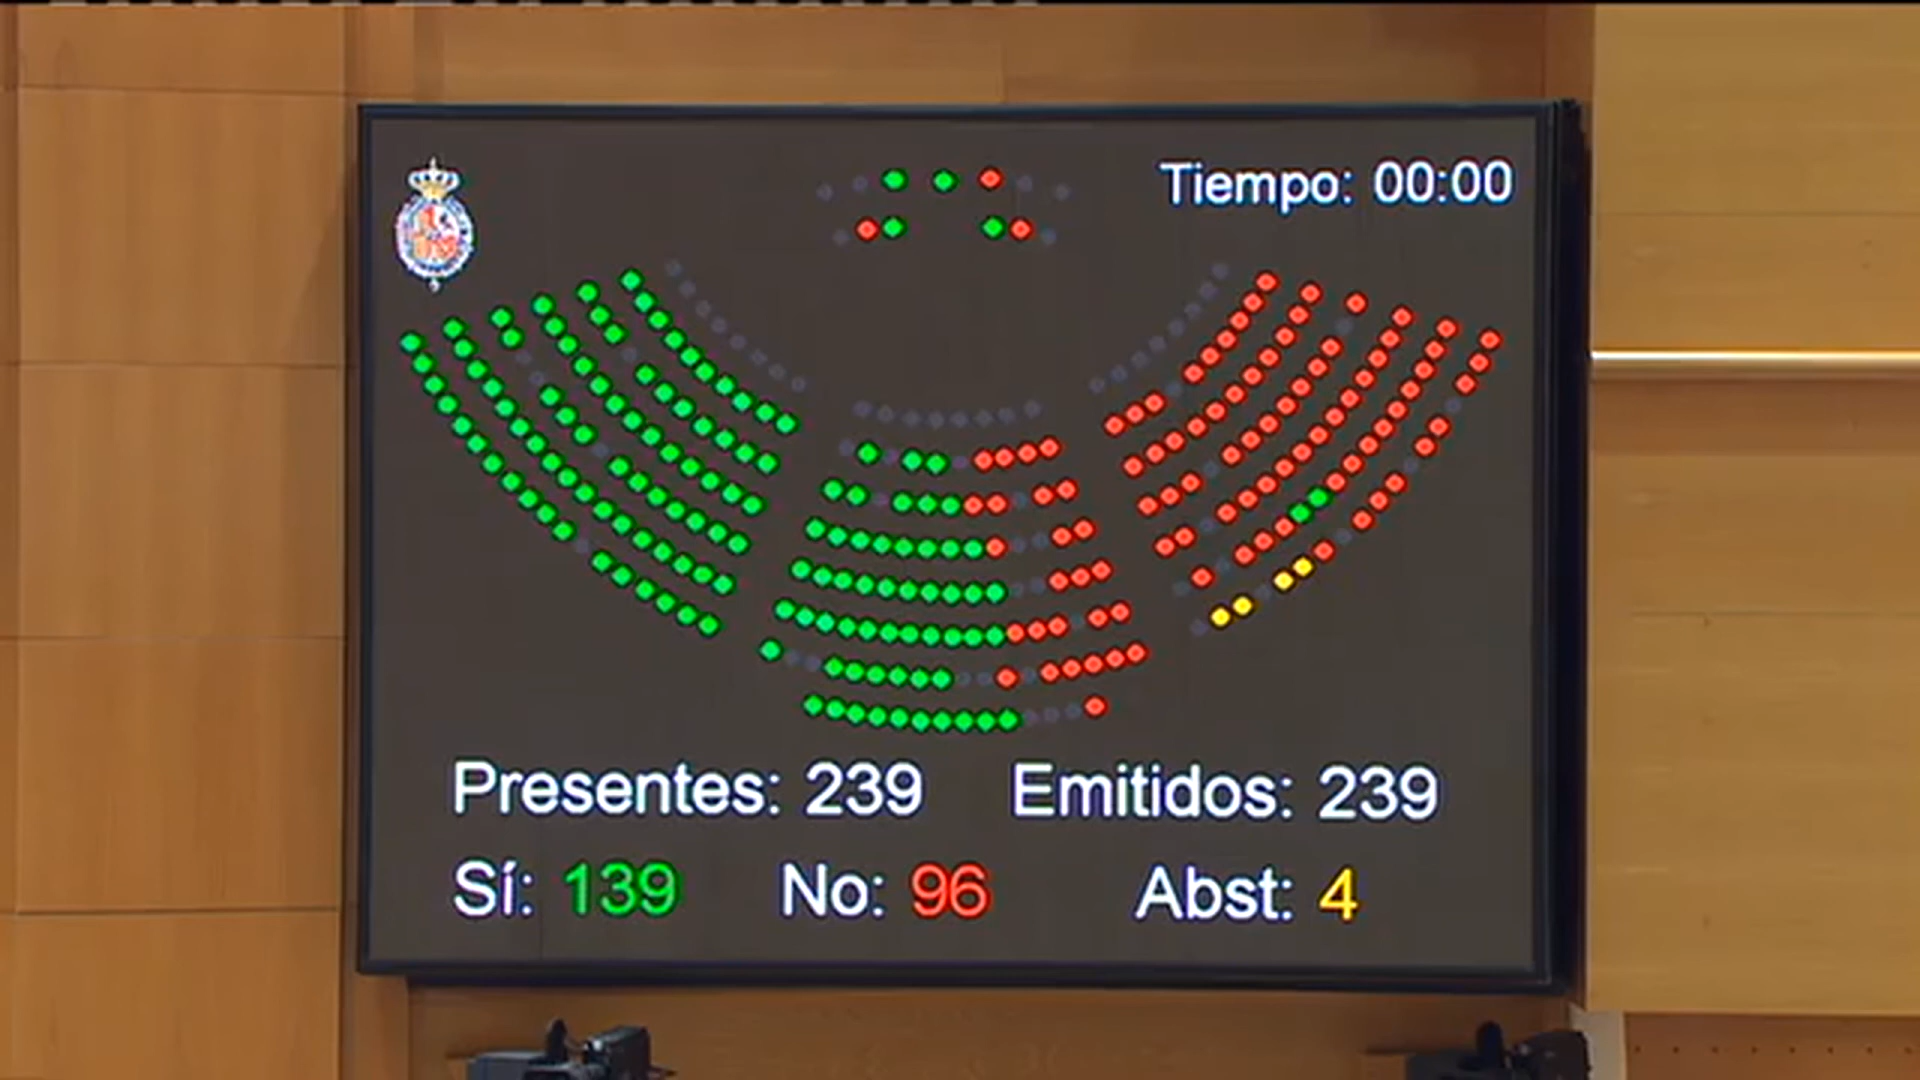 Tiempo: 00:00
Presentes: 239 Emitidos: 239
Sí: 139 No: 96 Abst: 4